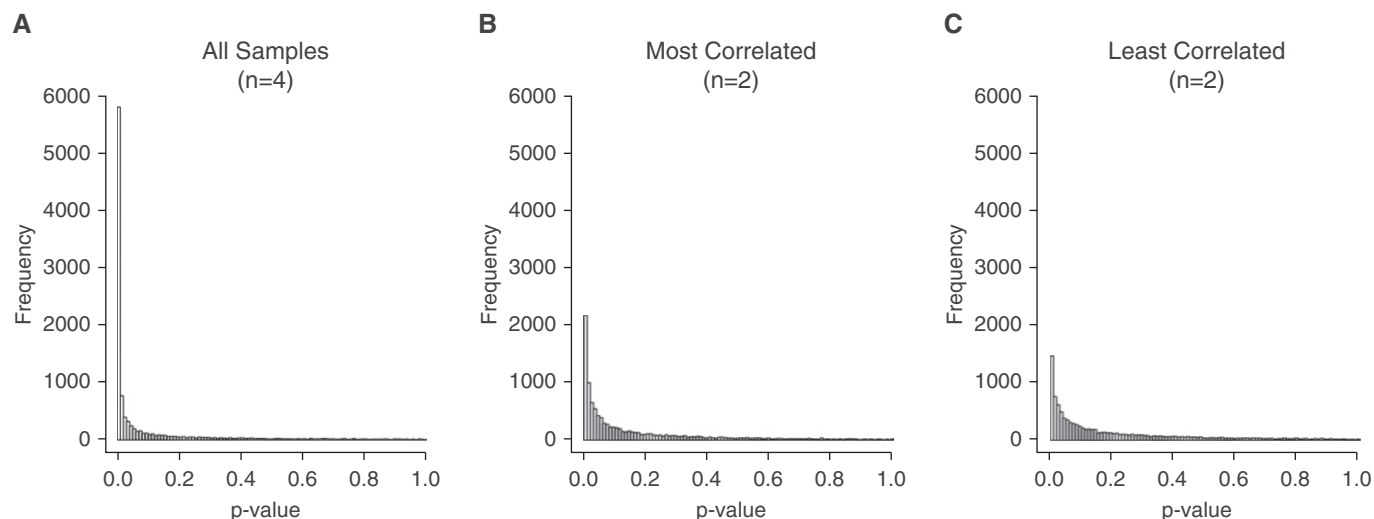 A
All Samples
(n=4)
6000
5000
4000
3000
2000
1000
0
Frequency
0.0 0.2 0.4 0.6 0.8 1.0
p-value
B
Most Correlated
(n=2)
6000
5000
4000
3000
2000
1000
0
Frequency
0.0 0.2 0.4 0.6 0.8 1.0
p-value
C
Least Correlated
(n=2)
6000
5000
4000
3000
2000
1000
0
Frequency
0.0 0.2 0.4 0.6 0.8 1.0
p-value